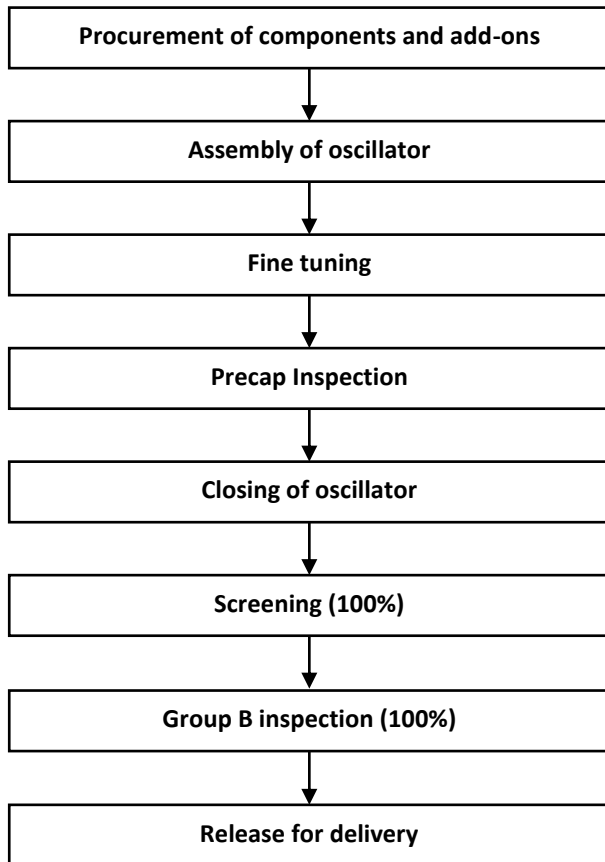 Procurement of components and add-ons
Assembly of oscillator
Fine tuning
Precap Inspection
Closing of oscillator
Screening (100%)
Group B inspection (100%)
Release for delivery